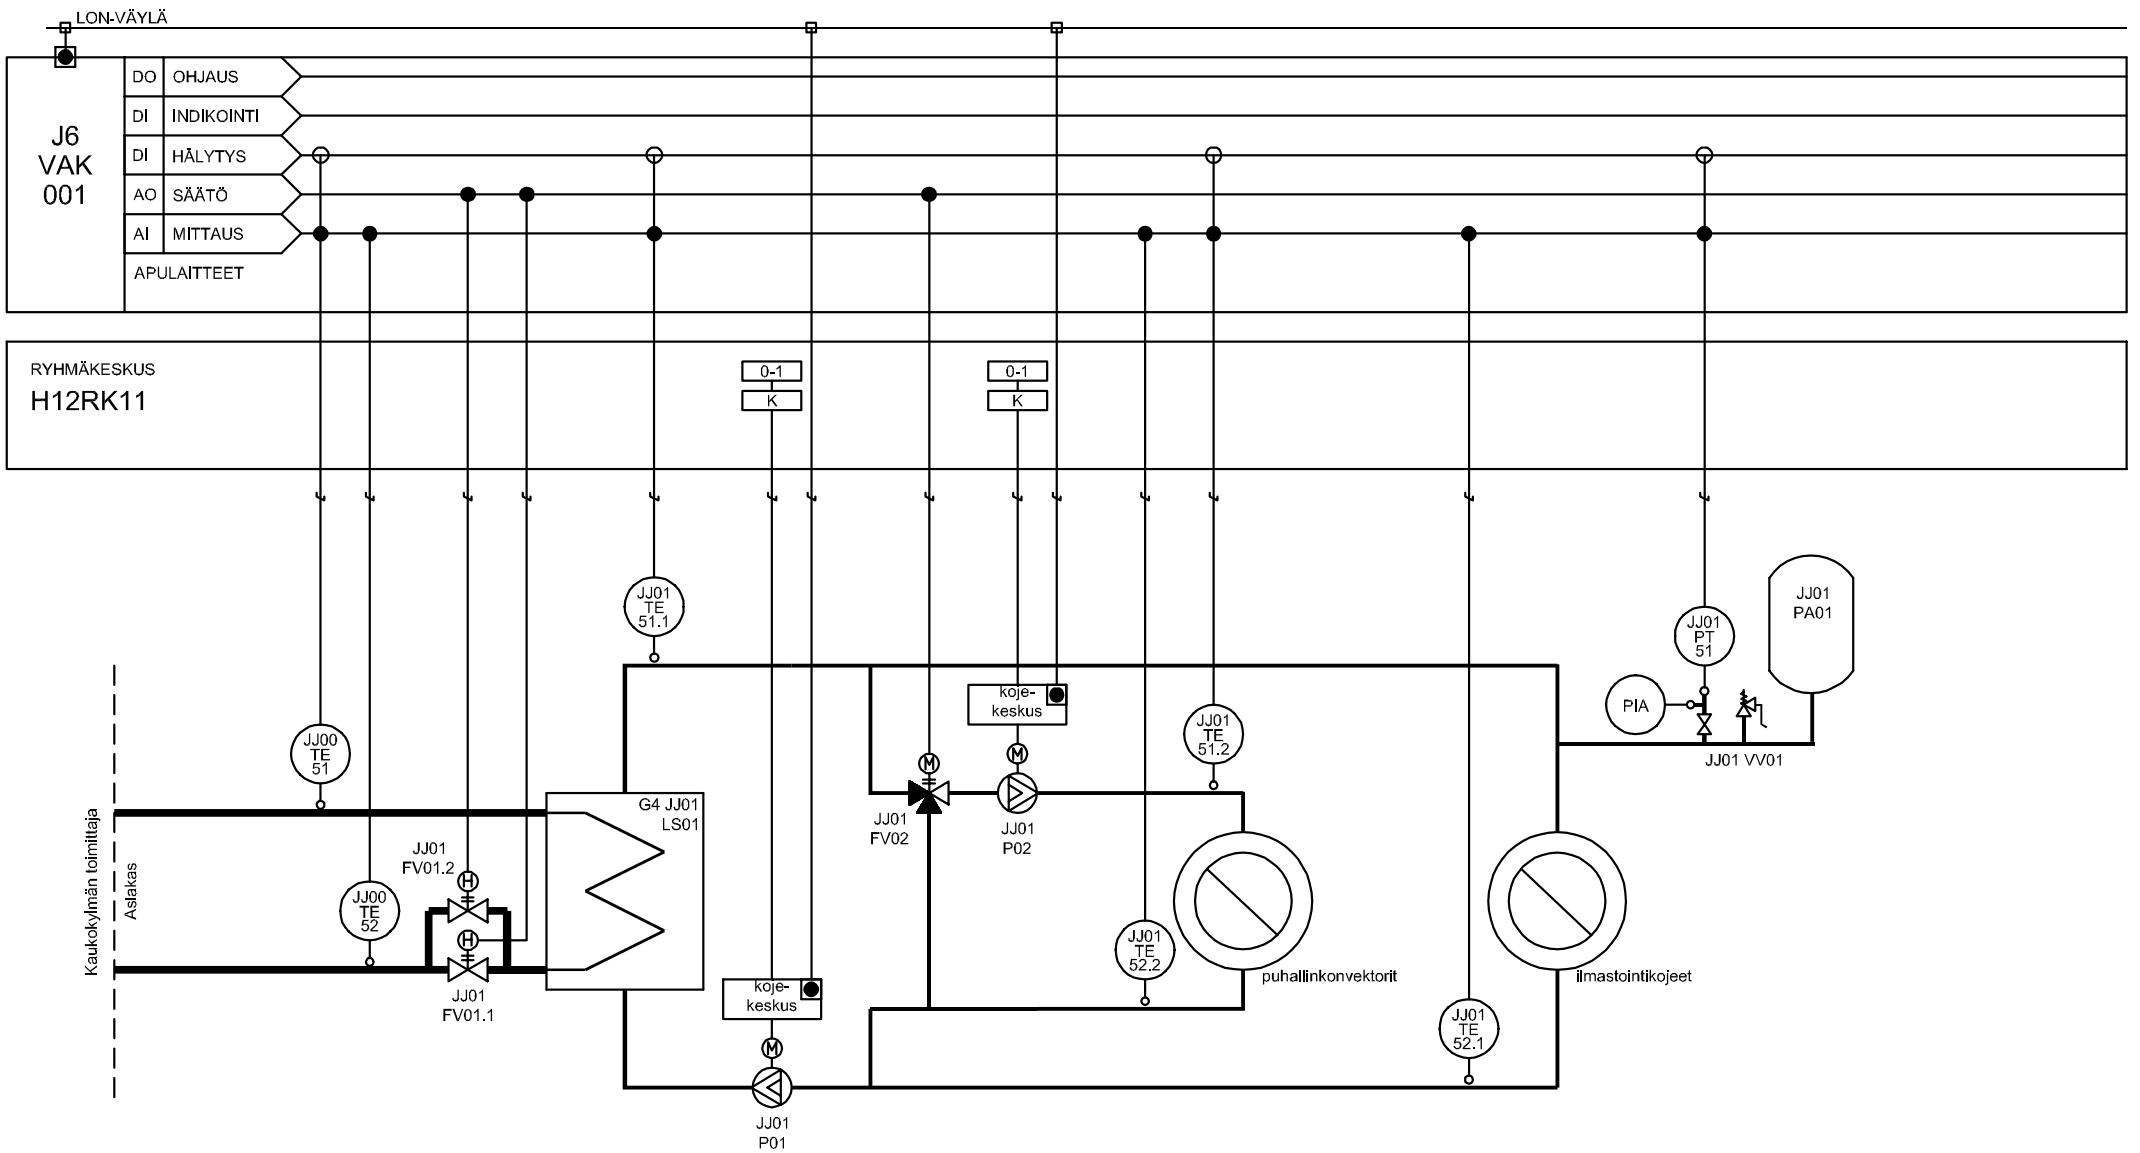 LON-VÄYLÄ
J6
VAK
001
DO OHJAUS
DI INDIKOINTI
DI HÄLYTYS
AO SÄÄTÖ
AI MITTAUS
APULAITTEET
RYHMÄKESKUS
H12RK11
0-1
K
0-1
K
JJ01
TE
51.1
JJ01
PT
51
JJ01
PA01
PIA
JJ01 VV01
koje-
keskus
JJ01
TE
51.2
M
M
JJ00
TE
51
G4 JJ01
LS01
JJ01
FV02
JJ01
P02
JJ01
FV01.2
H
JJ00
TE
52
H
JJ01
FV01.1
Kaukokylmän toimittaja
Aslakas
JJ01
TE
52.2
puhallinkonvektorit
ilmastointikojeet
koje-
keskus
JJ01
TE
52.1
M
JJ01
P01